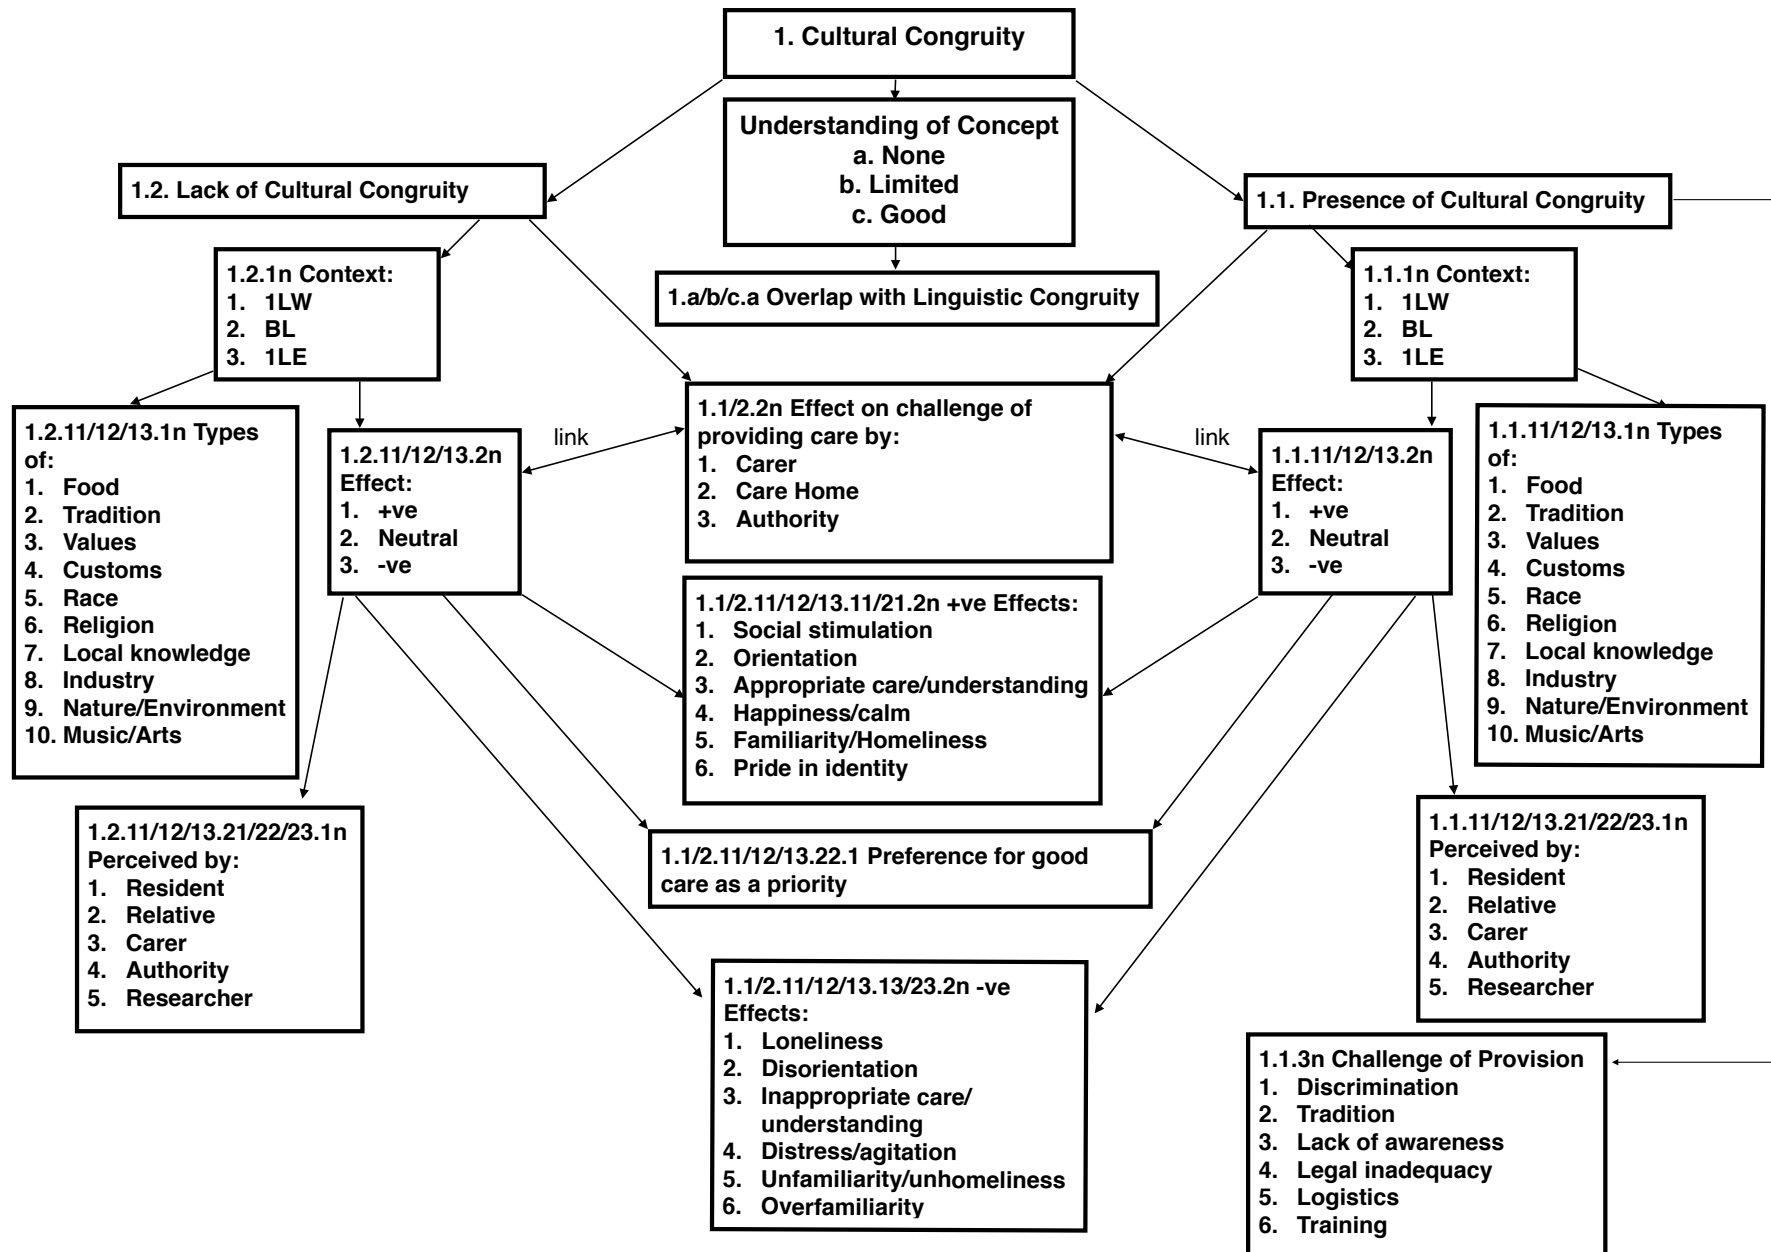 1. Cultural Congruity
Understanding of Concept
a. None
b. Limited
c. Good
1.2. Lack of Cultural Congruity
1.1. Presence of Cultural Congruity
1.2.1n Context:
1. 1LW
2. BL
3. 1LE
1.a/b/c.a Overlap with Linguistic Congruity
1.1.1n Context:
1. 1LW
2. BL
3. 1LE
1.2.11/12/13.1n Types
of:
1. Food
2. Tradition
3. Values
4. Customs
5. Race
6. Religion
7. Local knowledge
8. Industry
9. Nature/Environment
10. Music/Arts
1.2.11/12/13.2n
Effect:
1. +ve
2. Neutral
3. -ve
link
1.1/2.2n Effect on challenge of
providing care by:
1. Carer
2. Care Home
3. Authority
link
1.1.11/12/13.2n
Effect:
1. +ve
2. Neutral
3. -ve
1.1.11/12/13.1n Types
of:
1. Food
2. Tradition
3. Values
4. Customs
5. Race
6. Religion
7. Local knowledge
8. Industry
9. Nature/Environment
10. Music/Arts
1.1/2.11/12/13.11/21.2n +ve Effects:
1. Social stimulation
2. Orientation
3. Appropriate care/understanding
4. Happiness/calm
5. Familiarity/Homeliness
6. Pride in identity
1.2.11/12/13.21/22/23.1n
Perceived by:
1. Resident
2. Relative
3. Carer
4. Authority
5. Researcher
1.1/2.11/12/13.22.1 Preference for good
care as a priority
1.1.11/12/13.21/22/23.1n
Perceived by:
1. Resident
2. Relative
3. Carer
4. Authority
5. Researcher
1.1/2.11/12/13.13/23.2n -ve
Effects:
1. Loneliness
2. Disorientation
3. Inappropriate care/
understanding
4. Distress/agitation
5. Unfamiliarity/unhomeliness
6. Overfamiliarity
1.1.3n Challenge of Provision
1. Discrimination
2. Tradition
3. Lack of awareness
4. Legal inadequacy
5. Logistics
6. Training